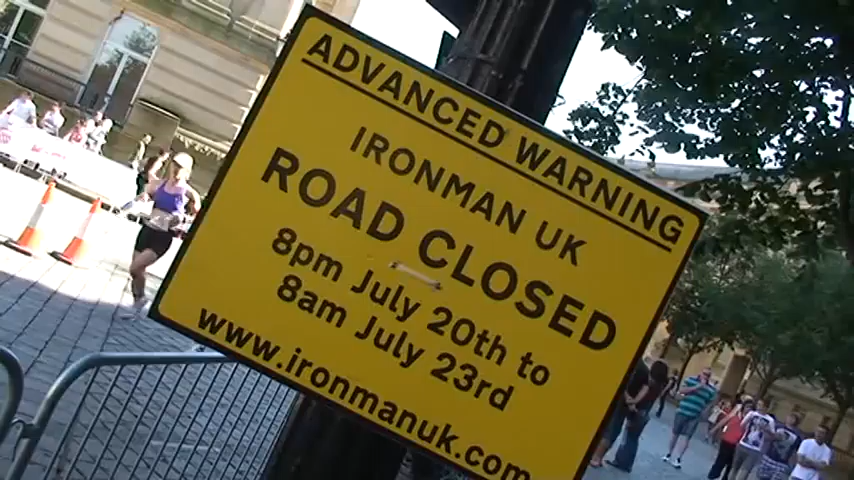 ADVANCED WARNING
IRONMAN UK
ROAD CLOSED
8pm July 20th to
8am July 23rd
www.ironmanuk.com